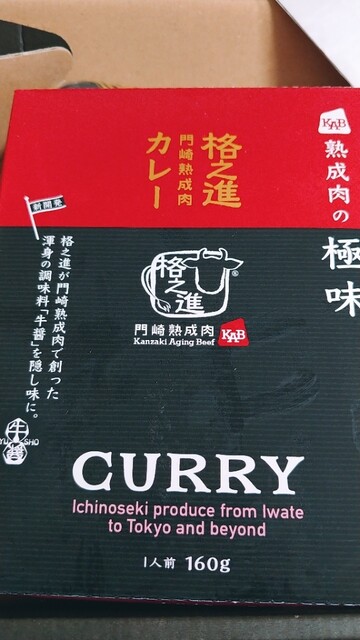 格之進
門崎熟成肉
カレー
KAB
熟成肉の
極味
新開発
格之進が門崎熟成肉で創った
渾身の調味料「牛醤」を隠し味に。
牛醤
格之進
®
門崎熟成肉
Kanzaki Aging Beef
KAB
CURRY
Ichinoseki produce from Iwate
to Tokyo and beyond
1人前 160g